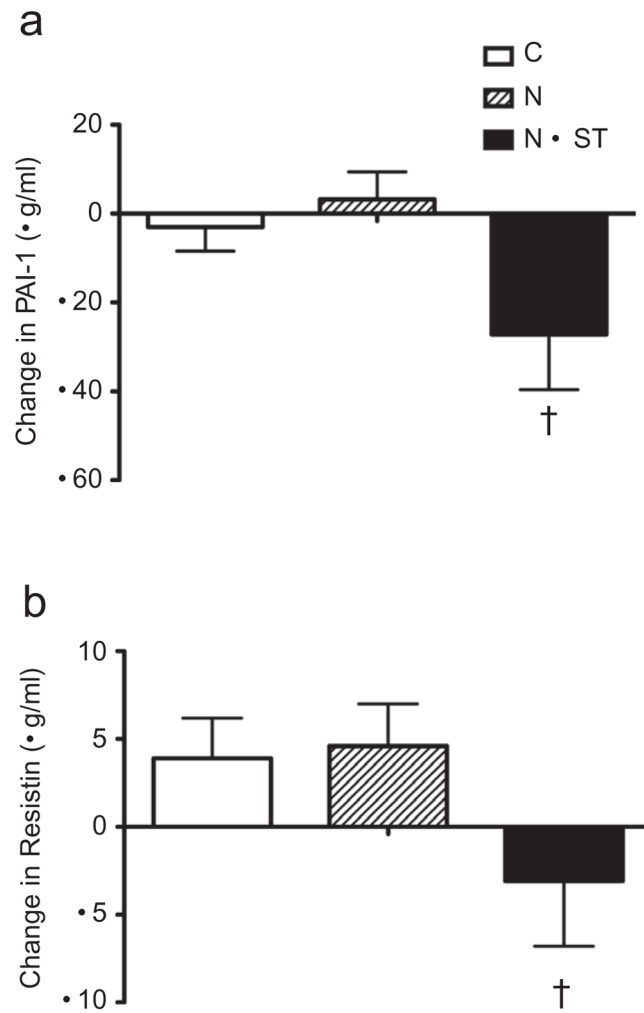 a
C
N
N • ST
20
0
• 20
• 40
• 60
Change in PAI-1 (• g/ml)
†
b
10
5
0
• 5
• 10
Change in Resistin (• g/ml)
†